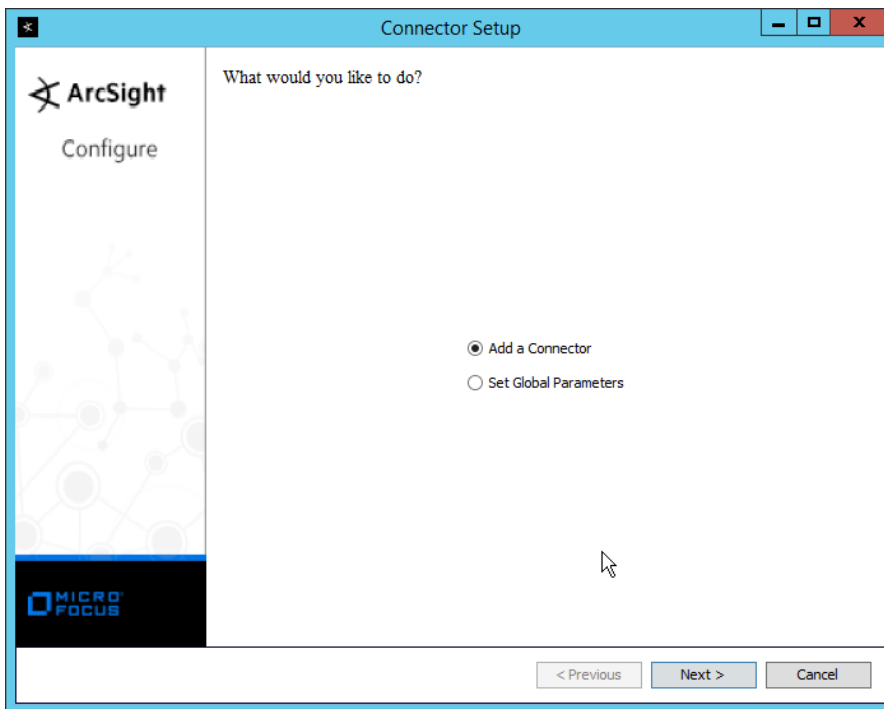 Connector Setup
ArcSight
Configure
What would you like to do?
Add a Connector
Set Global Parameters
MICRO
FOCUS
< Previous
Next >
Cancel